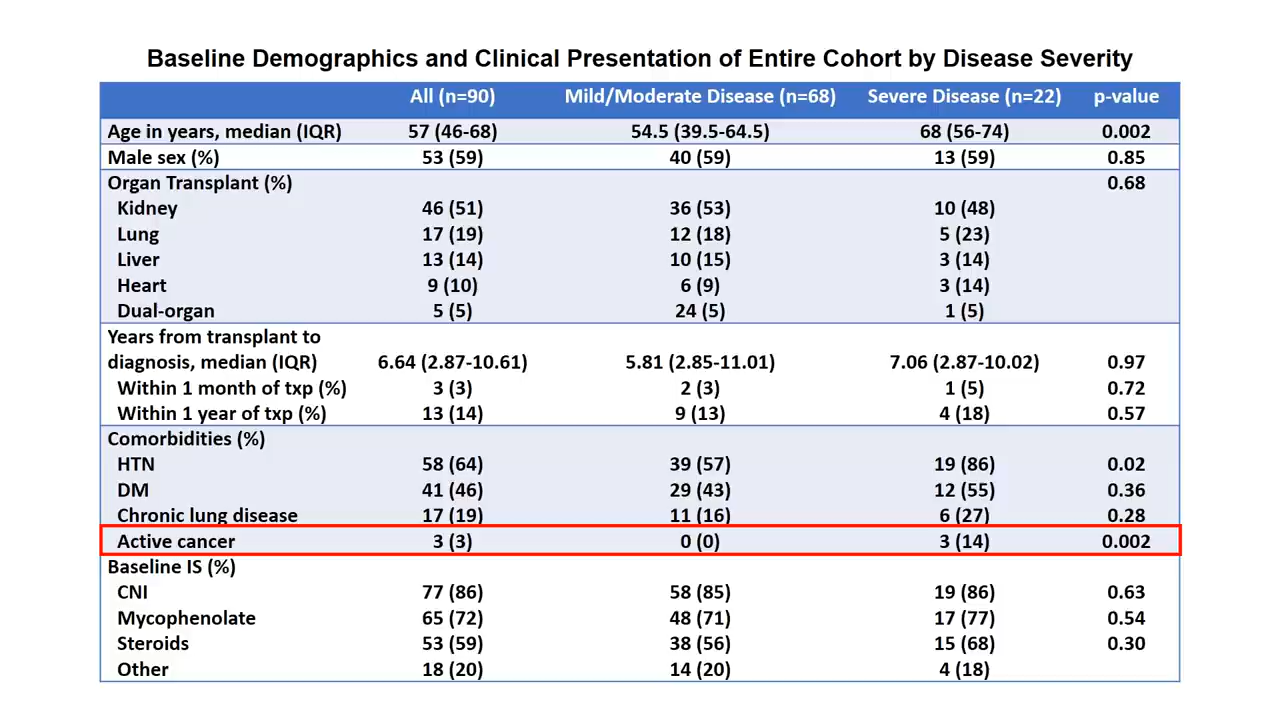 Baseline Demographics and Clinical Presentation of Entire Cohort by Disease Severity
All (n=90) Mild/Moderate Disease (n=68) Severe Disease (n=22) p-value
Age in years, median (IQR) 57 (46-68) 54.5 (39.5-64.5) 68 (56-74) 0.002
Male sex (%) 53 (59) 40 (59) 13 (59) 0.85
Organ Transplant (%) 0.68
Kidney 46 (51) 36 (53) 10 (48)
Lung 17 (19) 12 (18) 5 (23)
Liver 13 (14) 10 (15) 3 (14)
Heart 9 (10) 6 (9) 3 (14)
Dual-organ 5 (5) 24 (5) 1 (5)
Years from transplant to
diagnosis, median (IQR) 6.64 (2.87-10.61) 5.81 (2.85-11.01) 7.06 (2.87-10.02) 0.97
Within 1 month of txp (%) 3 (3) 2 (3) 1 (5) 0.72
Within 1 year of txp (%) 13 (14) 9 (13) 4 (18) 0.57
Comorbidities (%)
HTN 58 (64) 39 (57) 19 (86) 0.02
DM 41 (46) 29 (43) 12 (55) 0.36
Chronic lung disease 17 (19) 11 (16) 6 (27) 0.28
Active cancer 3 (3) 0 (0) 3 (14) 0.002
Baseline IS (%)
CNI 77 (86) 58 (85) 19 (86) 0.63
Mycophenolate 65 (72) 48 (71) 17 (77) 0.54
Steroids 53 (59) 38 (56) 15 (68) 0.30
Other 18 (20) 14 (20) 4 (18)